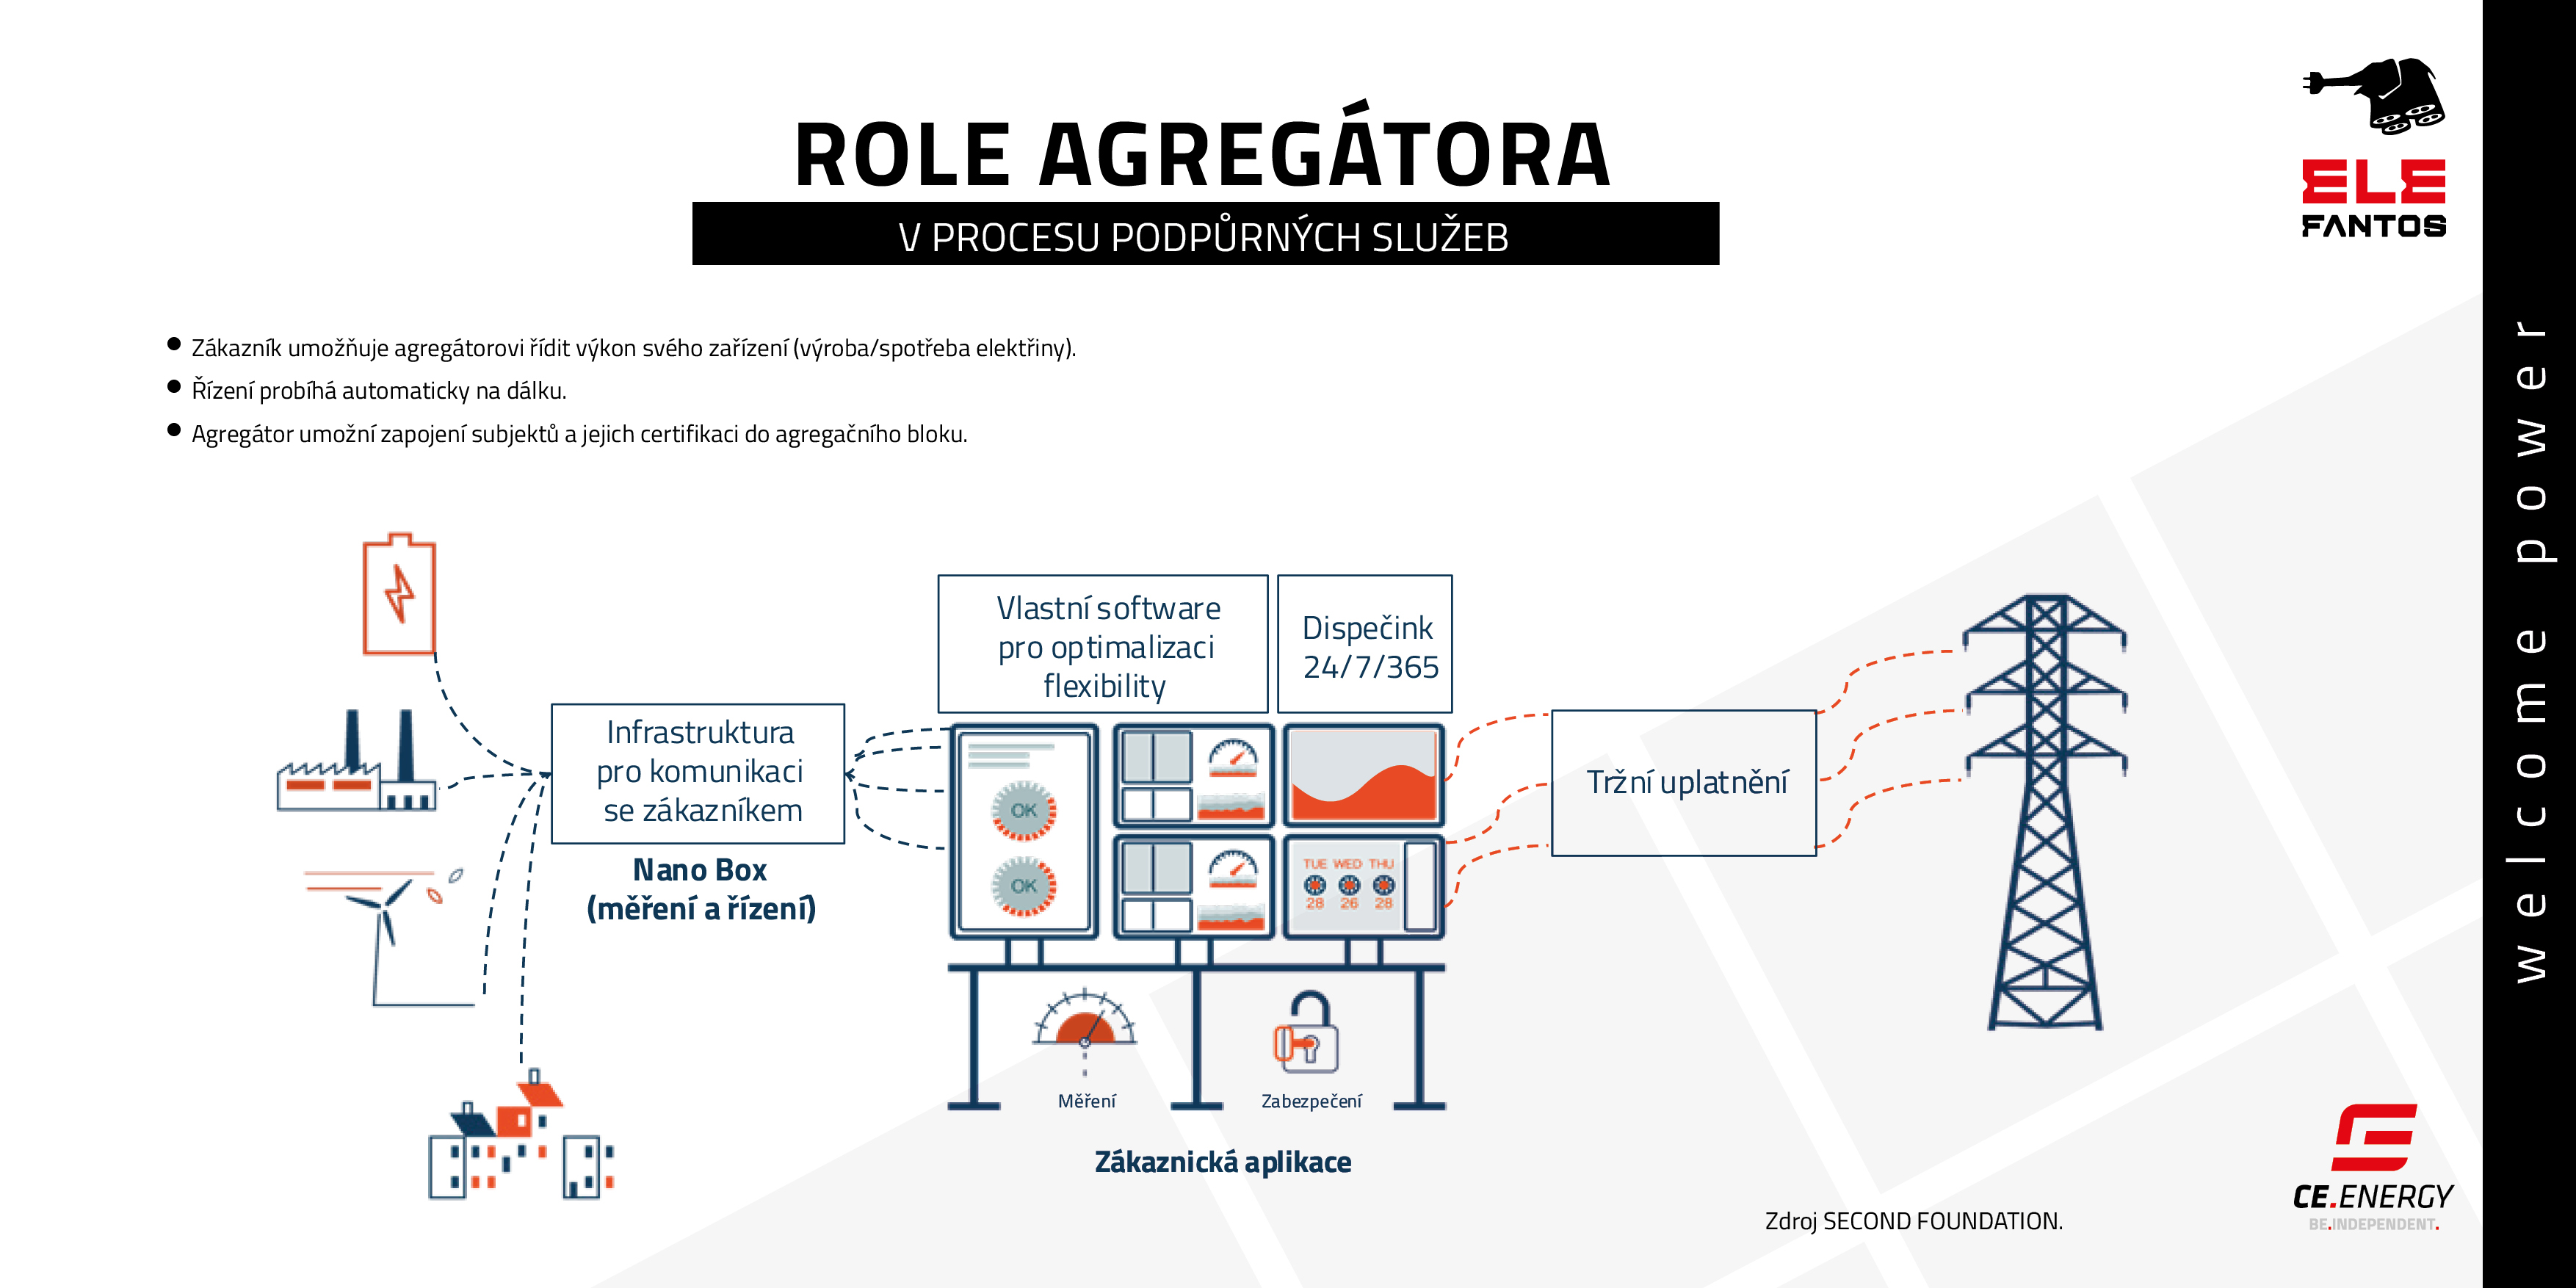 ROLE AGREGÁTORA
V PROCESU PODPŮRNÝCH SLUŽEB
ELE
FANTOS
welcome power
Zákazník umožňuje agregátorovi řídit výkon svého zařízení (výroba/spotřeba elektřiny).
Řízení probíhá automaticky na dálku.
Agregátor umožní zapojení subjektů a jejich certifikaci do agregačního bloku.
Infrastruktura
pro komunikaci
se zákazníkem
Nano Box
(měření a řízení)
Vlastní software
pro optimalizaci
flexibility
Dispečink
24/7/365
OK
OK
TUE WED THU
28 26 28
Měření
Zabezpečení
Zákaznická aplikace
Tržní uplatnění
Zdroj SECOND FOUNDATION.
CE.ENERGY
BE.INDEPENDENT.